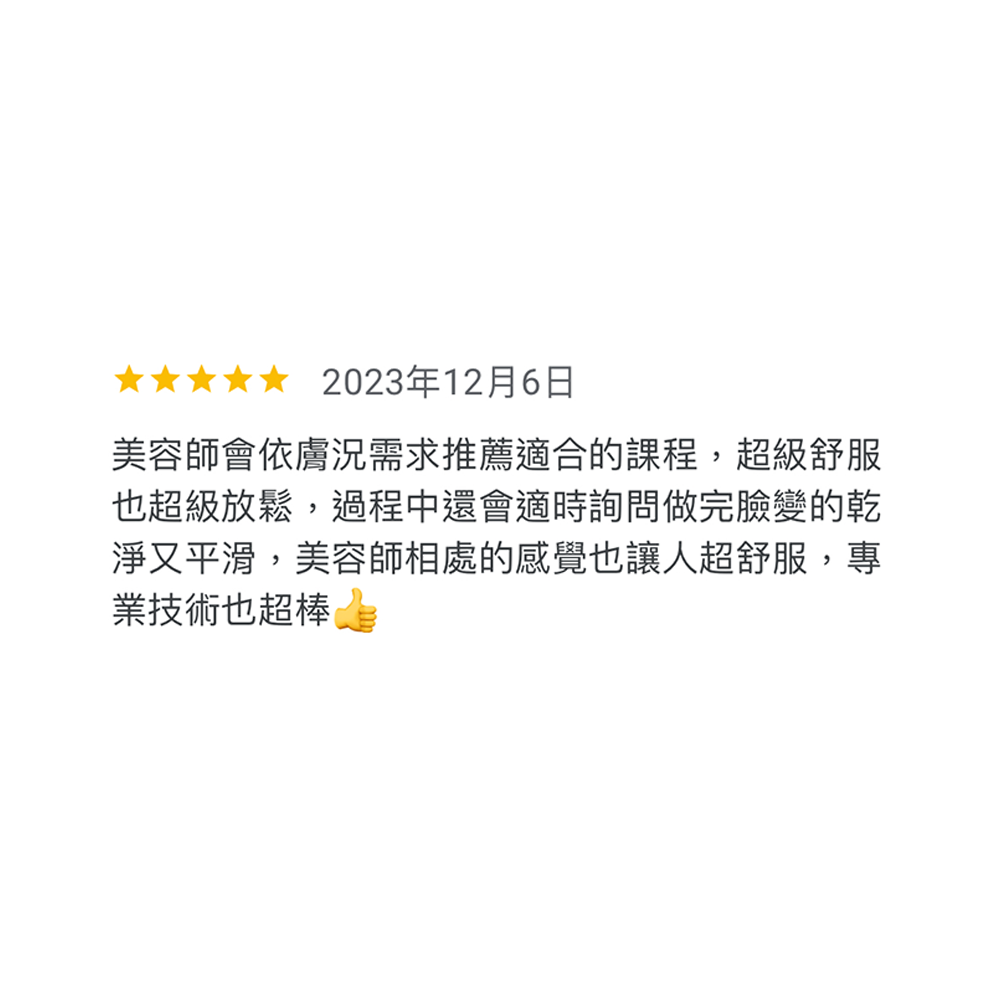 2023年12月6日
美容師會依膚況需求推薦適合的課程，超級舒服
也超級放鬆，過程中還會適時詢問做完臉變的乾
淨又平滑，美容師相處的感覺也讓人超舒服，專
業技術也超棒👍